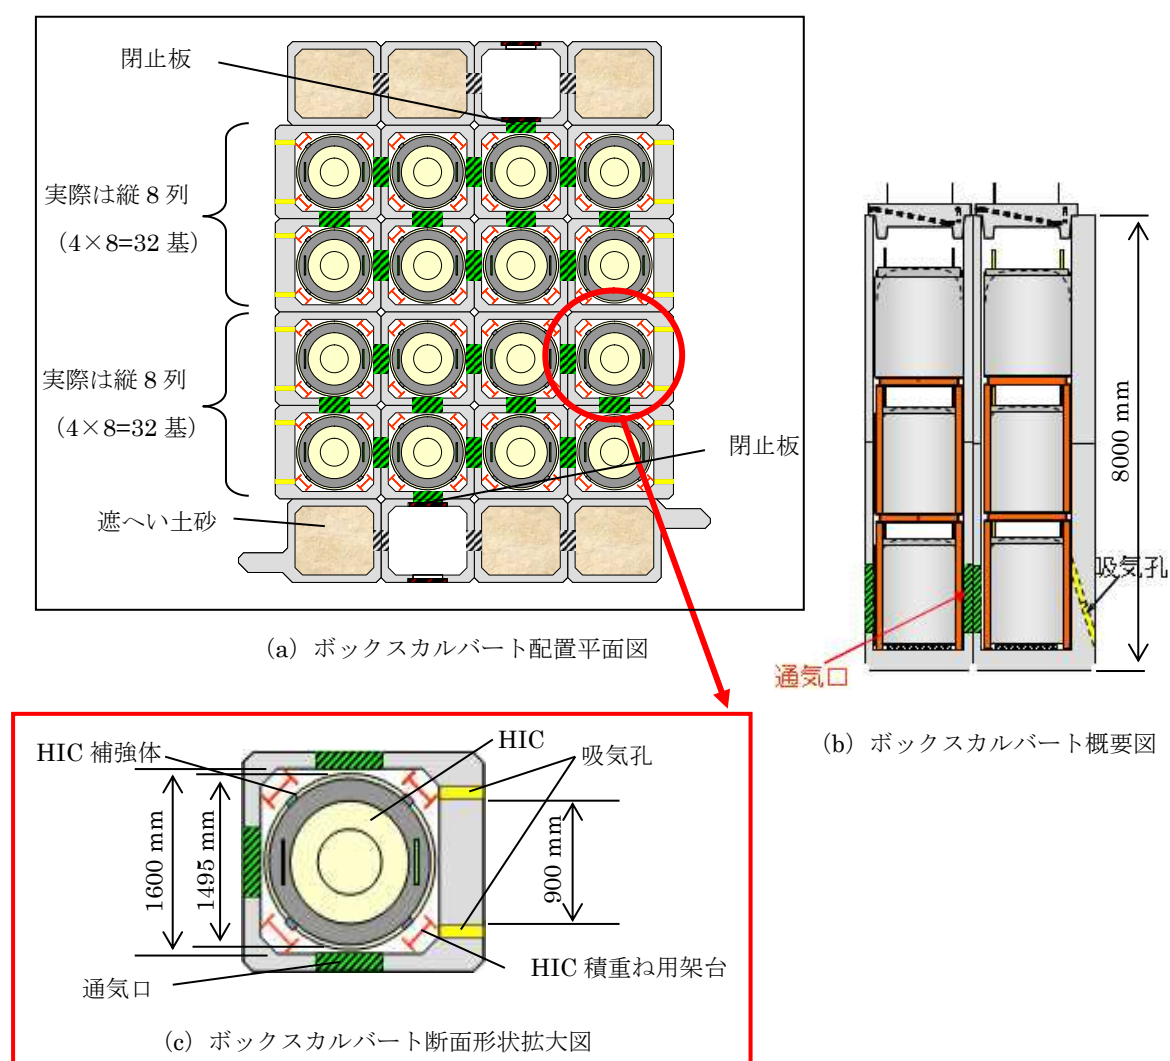 閉止板
実際は縦 8 列
（4×8=32 基）
実際は縦 8 列
（4×8=32 基）
閉止板
遮へい土砂
(a) ボックスカルバート配置平面図
8000 mm
吸気孔
通気口
(b) ボックスカルバート概要図
HIC 補強体
HIC
吸気孔
1600 mm
1495 mm
900 mm
HIC 積重ね用架台
通気口
(c) ボックスカルバート断面形状拡大図